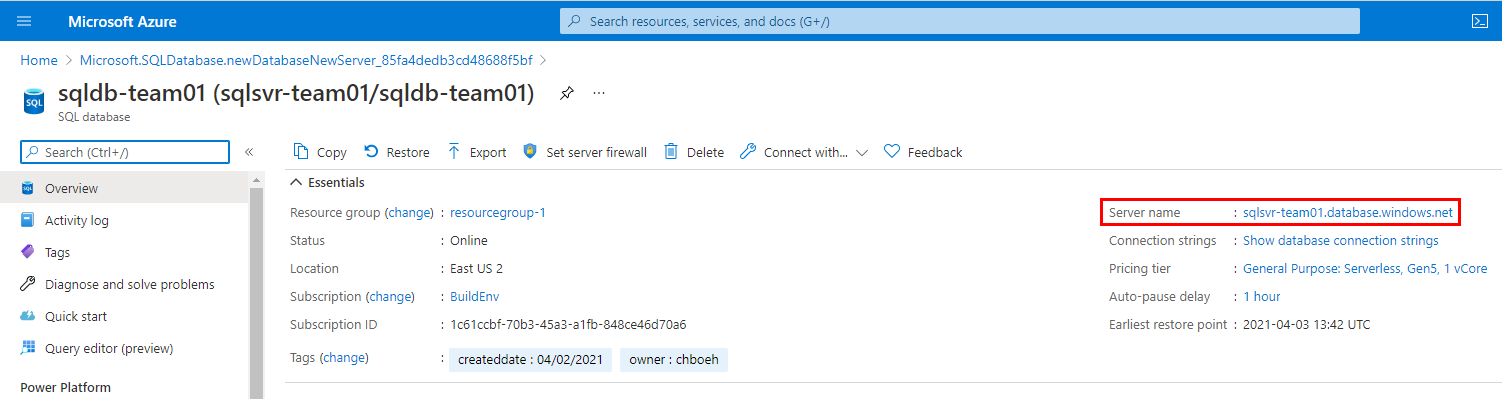 Microsoft Azure
Search resources, services, and docs (G+/)
Home > Microsoft.SQLDatabase.newDatabaseNewServer_85fa4dedb3cd48688f5bf >
SQL
sqldb-team01 (sqlsvr-team01/sqldb-team01)
SQL database
Search (Ctrl+/)
Copy Restore Export Set server firewall Delete Connect with... Feedback
Overview
Activity log
Tags
Diagnose and solve problems
Quick start
Query editor (preview)
Power Platform
Essentials
Resource group (change) : resourcegroup-1
Status : Online
Location : East US 2
Subscription (change) : BuildEnv
Subscription ID : 1c61ccbf-70b3-45a3-a1fb-848ce46d70a6
Tags (change) : createddate : 04/02/2021 owner : chboeh
Server name : sqlsvr-team01.database.windows.net
Connection strings : Show database connection strings
Pricing tier : General Purpose: Serverless, Gen5, 1 vCore
Auto-pause delay : 1 hour
Earliest restore point : 2021-04-03 13:42 UTC